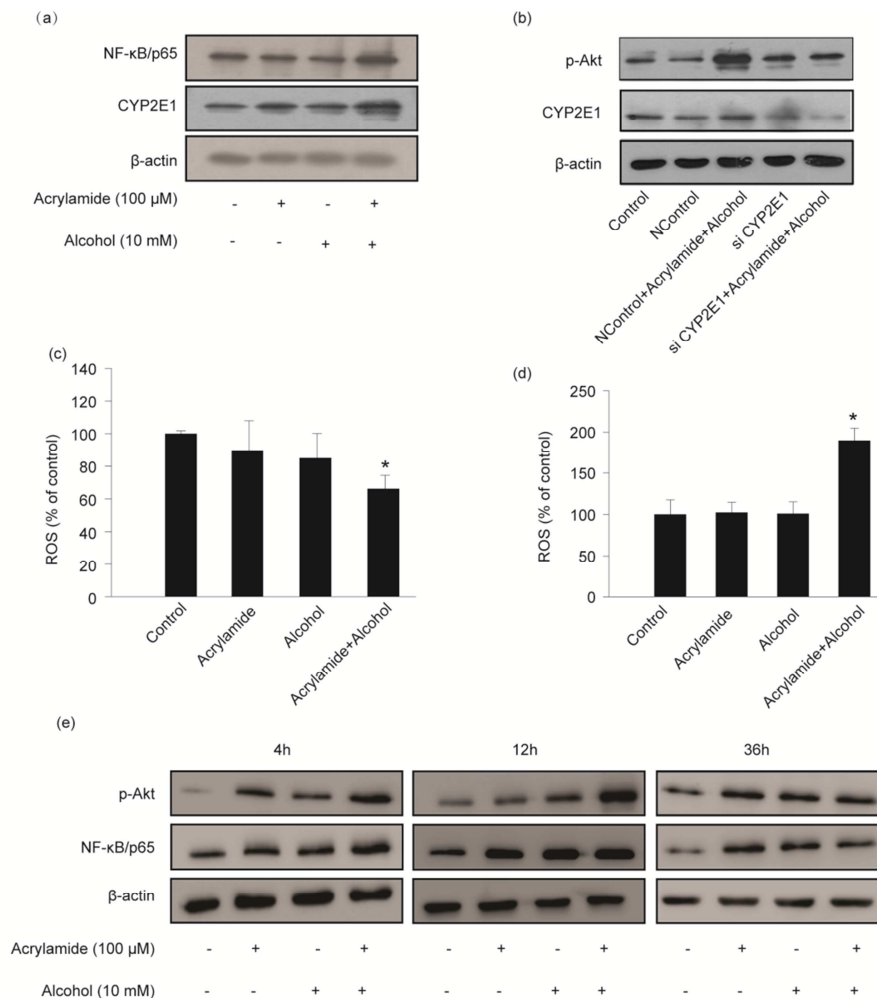 (a)
NF-κB/p65
CYP2E1
β-actin
Acrylamide (100 μM) - + - +
Alcohol (10 mM) - - + +
(b)
p-Akt
CYP2E1
β-actin
Control
NControl
NControl+Acrylamide+Alcohol
si CYP2E1
si CYP2E1+Acrylamide+Alcohol
(c)
ROS (% of control)
140
120
100
80
60
40
20
0
*
Control
Acrylamide
Alcohol
Acrylamide+Alcohol
(d)
ROS (% of control)
250
200
150
100
50
0
*
Control
Acrylamide
Alcohol
Acrylamide+Alcohol
(e)
4h 12h 36h
p-Akt
NF-κB/p65
β-actin
Acrylamide (100 μM) - + - + - + - + - + - +
Alcohol (10 mM) - - + + - - + + - - + +